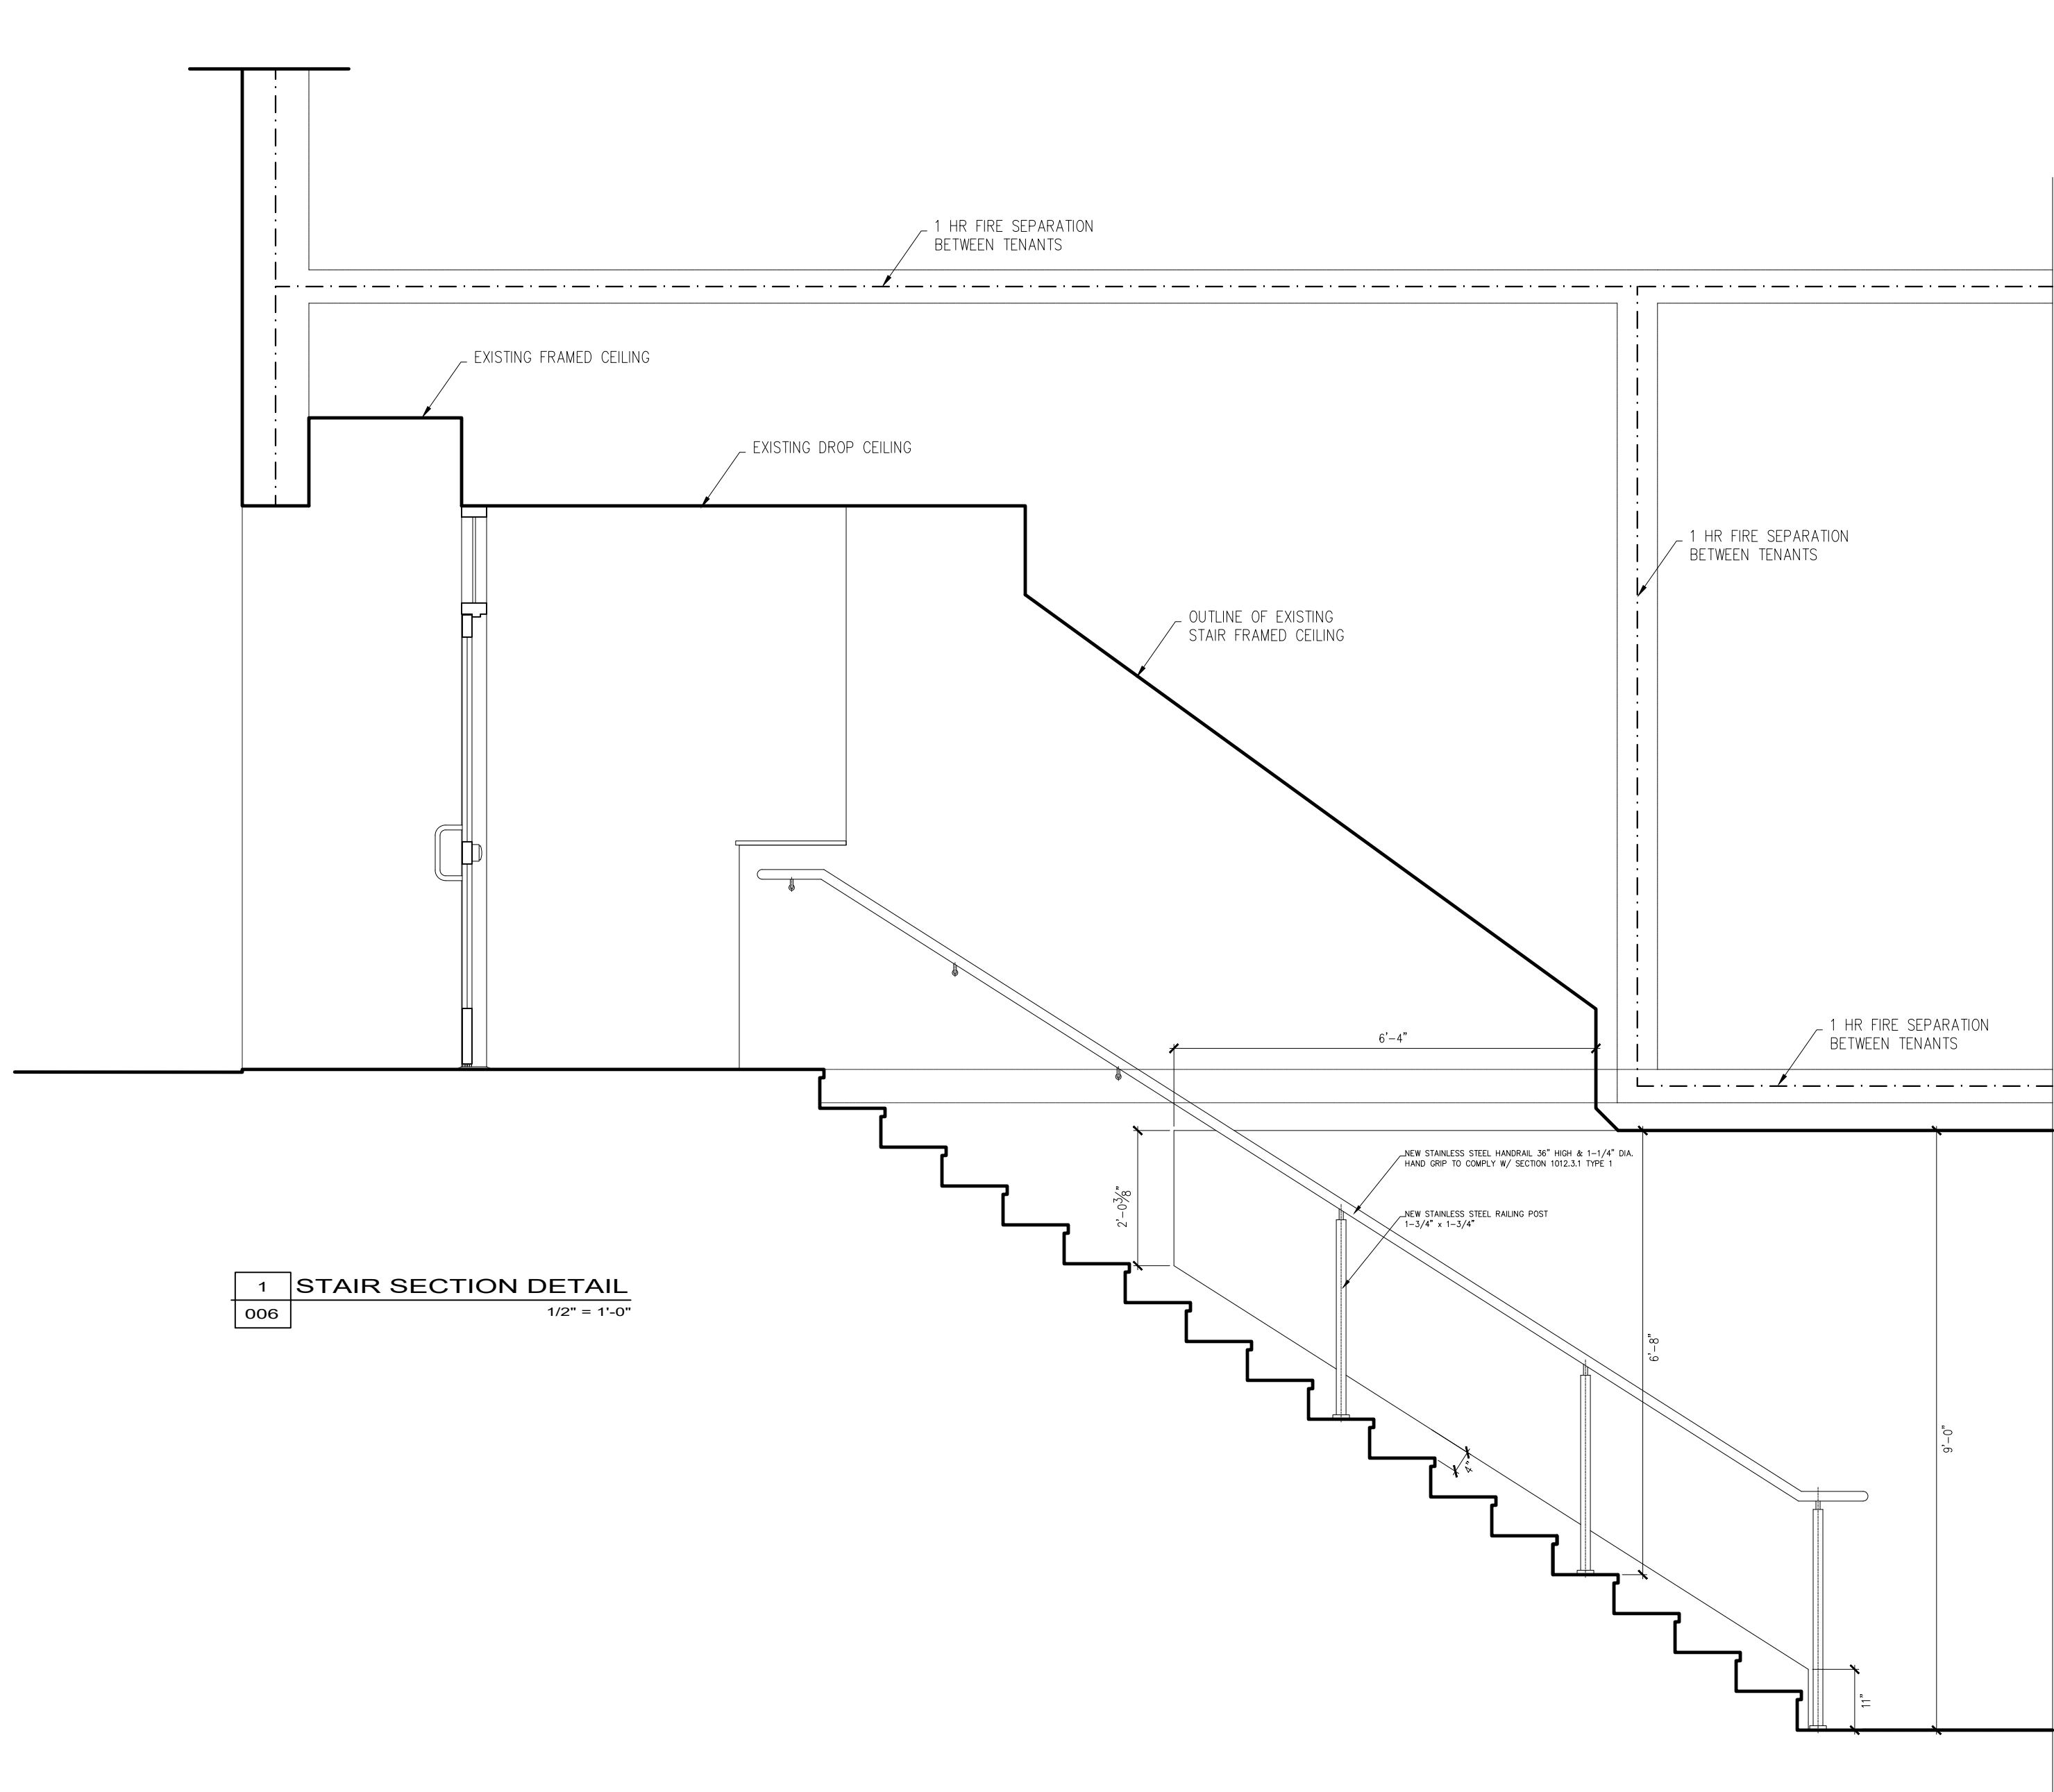 1 HR FIRE SEPARATION
BETWEEN TENANTS
EXISTING FRAMED CEILING
EXISTING DROP CEILING
1 HR FIRE SEPARATION
BETWEEN TENANTS
OUTLINE OF EXISTING
STAIR FRAMED CEILING
1 HR FIRE SEPARATION
BETWEEN TENANTS
6'-4"
NEW STAINLESS STEEL HANDRAIL 36" HIGH & 1-1/4" DIA.
HAND GRIP TO COMPLY W/ SECTION 1012.3.1 TYPE 1
2'-0⅜"
NEW STAINLESS STEEL RAILING POST
1-3/4" x 1-3/4"
1 STAIR SECTION DETAIL
006 1/2" = 1'-0"
6'-8"
9'-0"
4"
11"